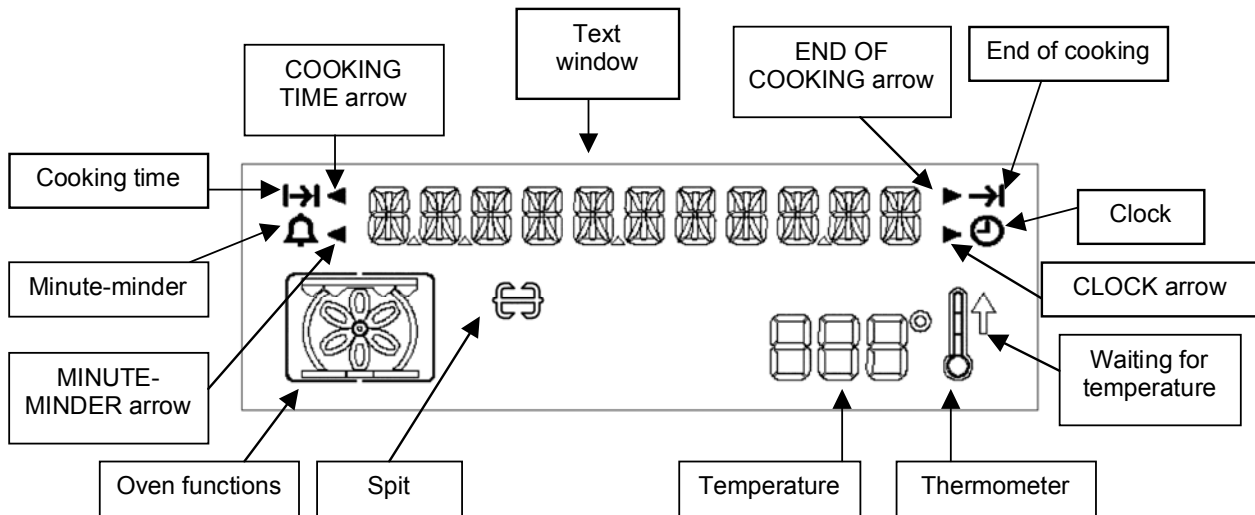 Text
window
END OF
COOKING arrow
End of cooking
COOKING
TIME arrow
Cooking time
Clock
Minute-minder
CLOCK arrow
MINUTE-
MINDER arrow
Waiting for
temperature
Oven functions
Spit
Temperature
Thermometer